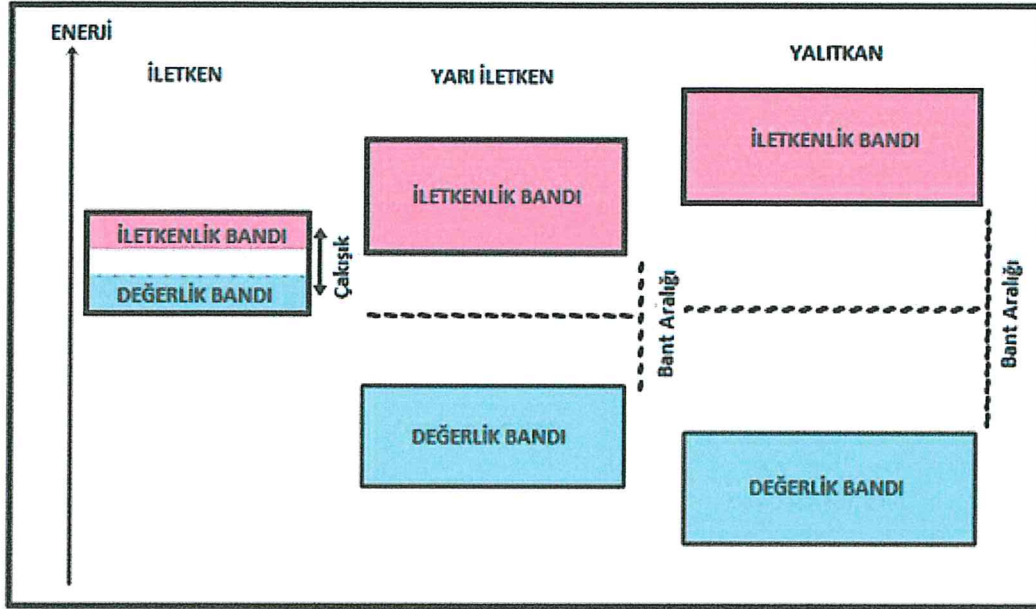 ENERJİ
İLETKEN
YARI İLETKEN
YALITKAN
İLETKENLİK BANDI
DEĞERLİK BANDI
Çakışık
İLETKENLİK BANDI
DEĞERLİK BANDI
Bant Aralığı
İLETKENLİK BANDI
DEĞERLİK BANDI
Bant Aralığı